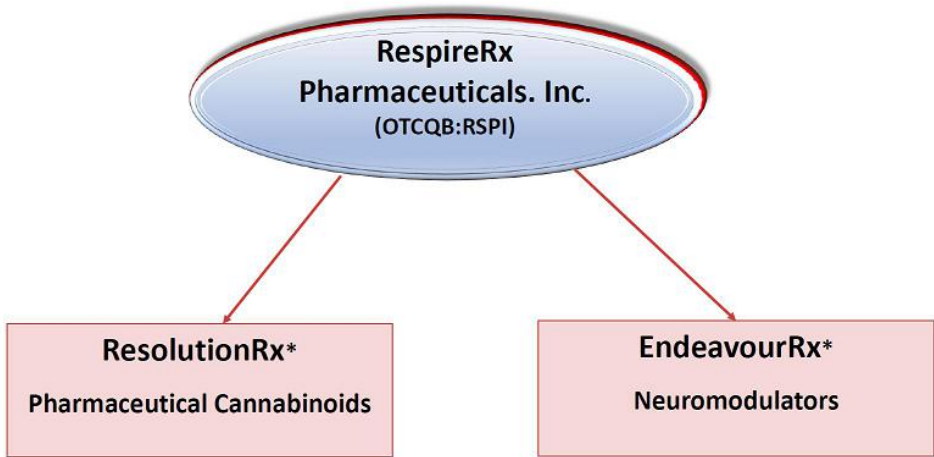 RespireRx
Pharmaceuticals. Inc.
(OTCQB:RSPI)
ResolutionRx*
Pharmaceutical Cannabinoids
EndeavourRx*
Neuromodulators